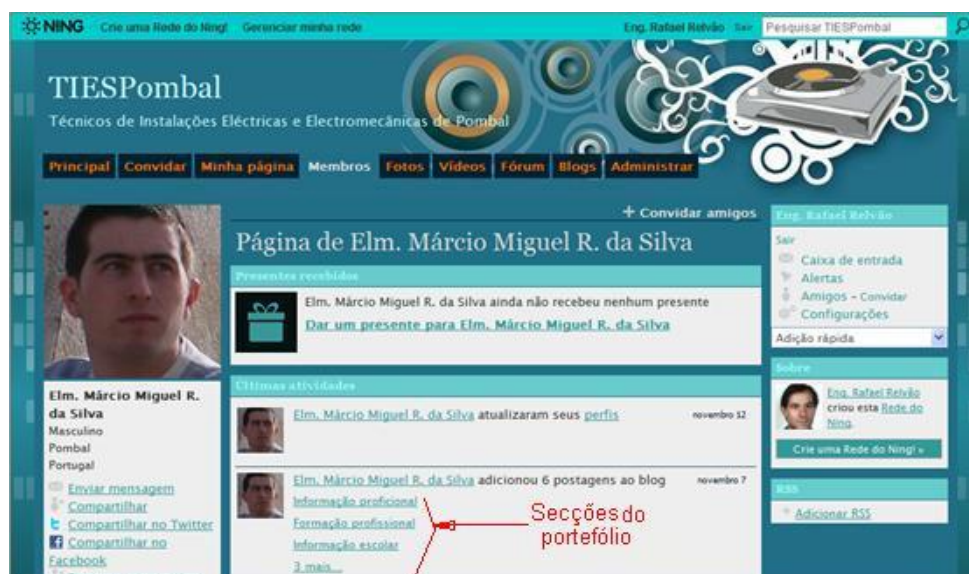 NING Crie uma Rede do Ning! Gerenciar minha rede Eng. Rafael Relvão Sair Pesquisar TIESPombal
TIESPombal
Técnicos de Instalações Eléctricas e Electromecânicas de Pombal
Principal Convidar Minha página Membros Fotos Vídeos Fórum Blogs Administrar
+ Convidar amigos
Página de Elm. Márcio Miguel R. da Silva
Presentes recebidos
Elm. Márcio Miguel R. da Silva ainda não recebeu nenhum presente
Dar um presente para Elm. Márcio Miguel R. da Silva
Últimas atividades
Elm. Márcio Miguel R. da Silva atualizaram seus perfis novembro 12
Elm. Márcio Miguel R. da Silva adicionou 6 postagens ao blog novembro 7
Informação proficional
Formação profissional
Informação escolar
3 mais...
Secções do
portefólio
Elm. Márcio Miguel R.
da Silva
Masculino
Pombal
Portugal
Enviar mensagem
Compartilhar
Compartilhar no Twitter
Compartilhar no
Facebook
Eng. Rafael Relvão
Sair
Caixa de entrada
Alertas
Amigos - Convidar
Configurações
Adição rápida
Sobre
Eng. Rafael Relvão
criou esta Rede do
Ning.
Crie uma Rede do Ning! »
RSS
Adicionar RSS